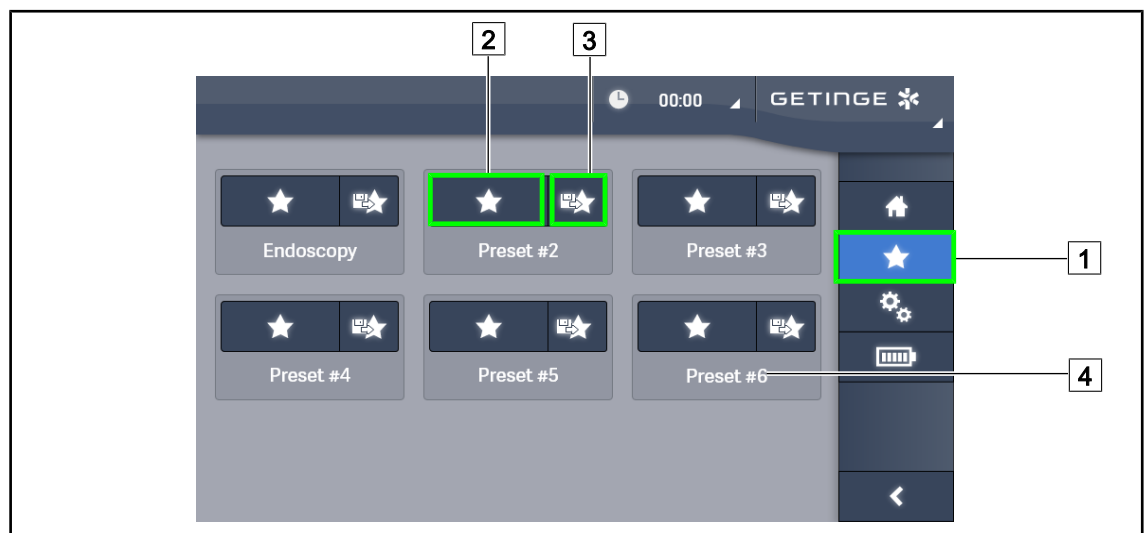 2 3
00:00 GETINGE
Endoscopy Preset #2 Preset #3
1
Preset #4 Preset #5 Preset #6
4